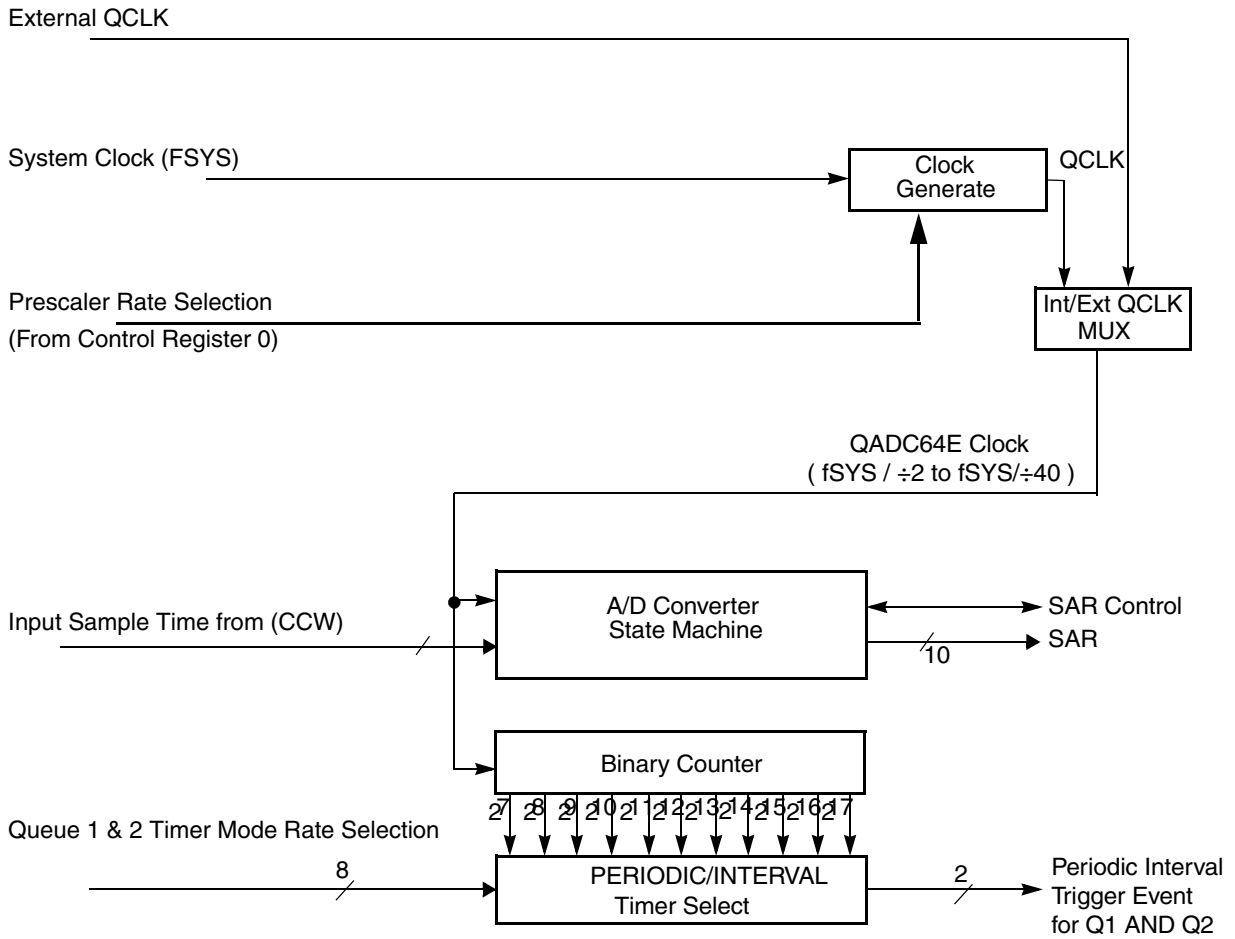 External QCLK
System Clock (FSYS)
Clock
Generate
QCLK
Prescaler Rate Selection
(From Control Register 0)
Int/Ext QCLK
MUX
QADC64E Clock
( fSYS / ÷2 to fSYS/÷40 )
Input Sample Time from (CCW)
A/D Converter
State Machine
SAR Control
SAR
10
Binary Counter
27 28 29 210 211 212 213 214 215 216 217
Queue 1 & 2 Timer Mode Rate Selection
8
PERIODIC/INTERVAL
Timer Select
2
Periodic Interval
Trigger Event
for Q1 AND Q2